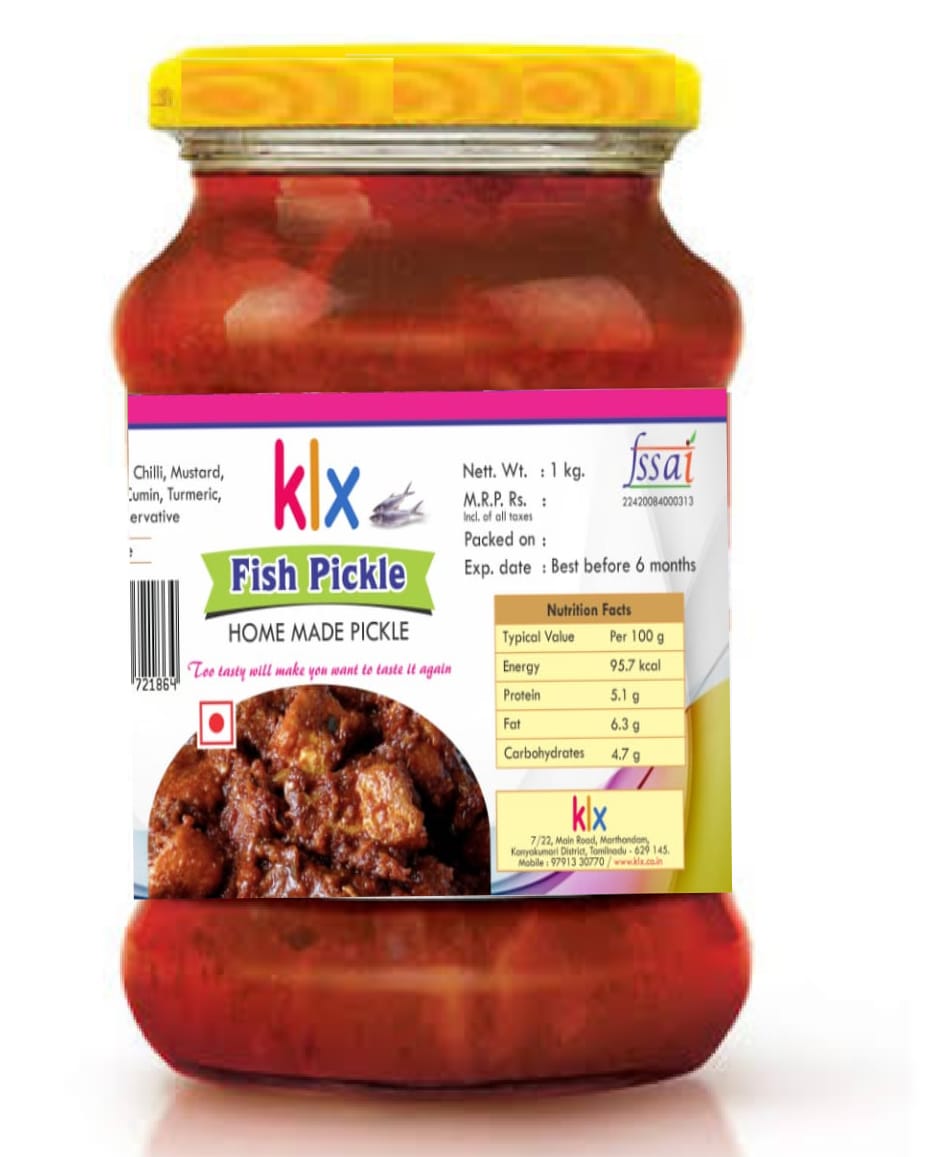 Chilli, Mustard,
Cumin, Turmeric,
ervative
e
721864
klx
Fish Pickle
HOME MADE PICKLE
Too tasty will make you want to taste it again
Nett. Wt. : 1 kg.
M.R.P. Rs. :
Incl. of all taxes
Packed on :
Exp. date : Best before 6 months
fssai
22420084000313
Nutrition Facts
Typical Value Per 100 g
Energy 95.7 kcal
Protein 5.1 g
Fat 6.3 g
Carbohydrates 4.7 g
klx
7/22, Main Road, Marthandam,
Kanyakumari District, Tamilnadu - 629 145.
Mobile : 97913 30770 / www.klx.co.in